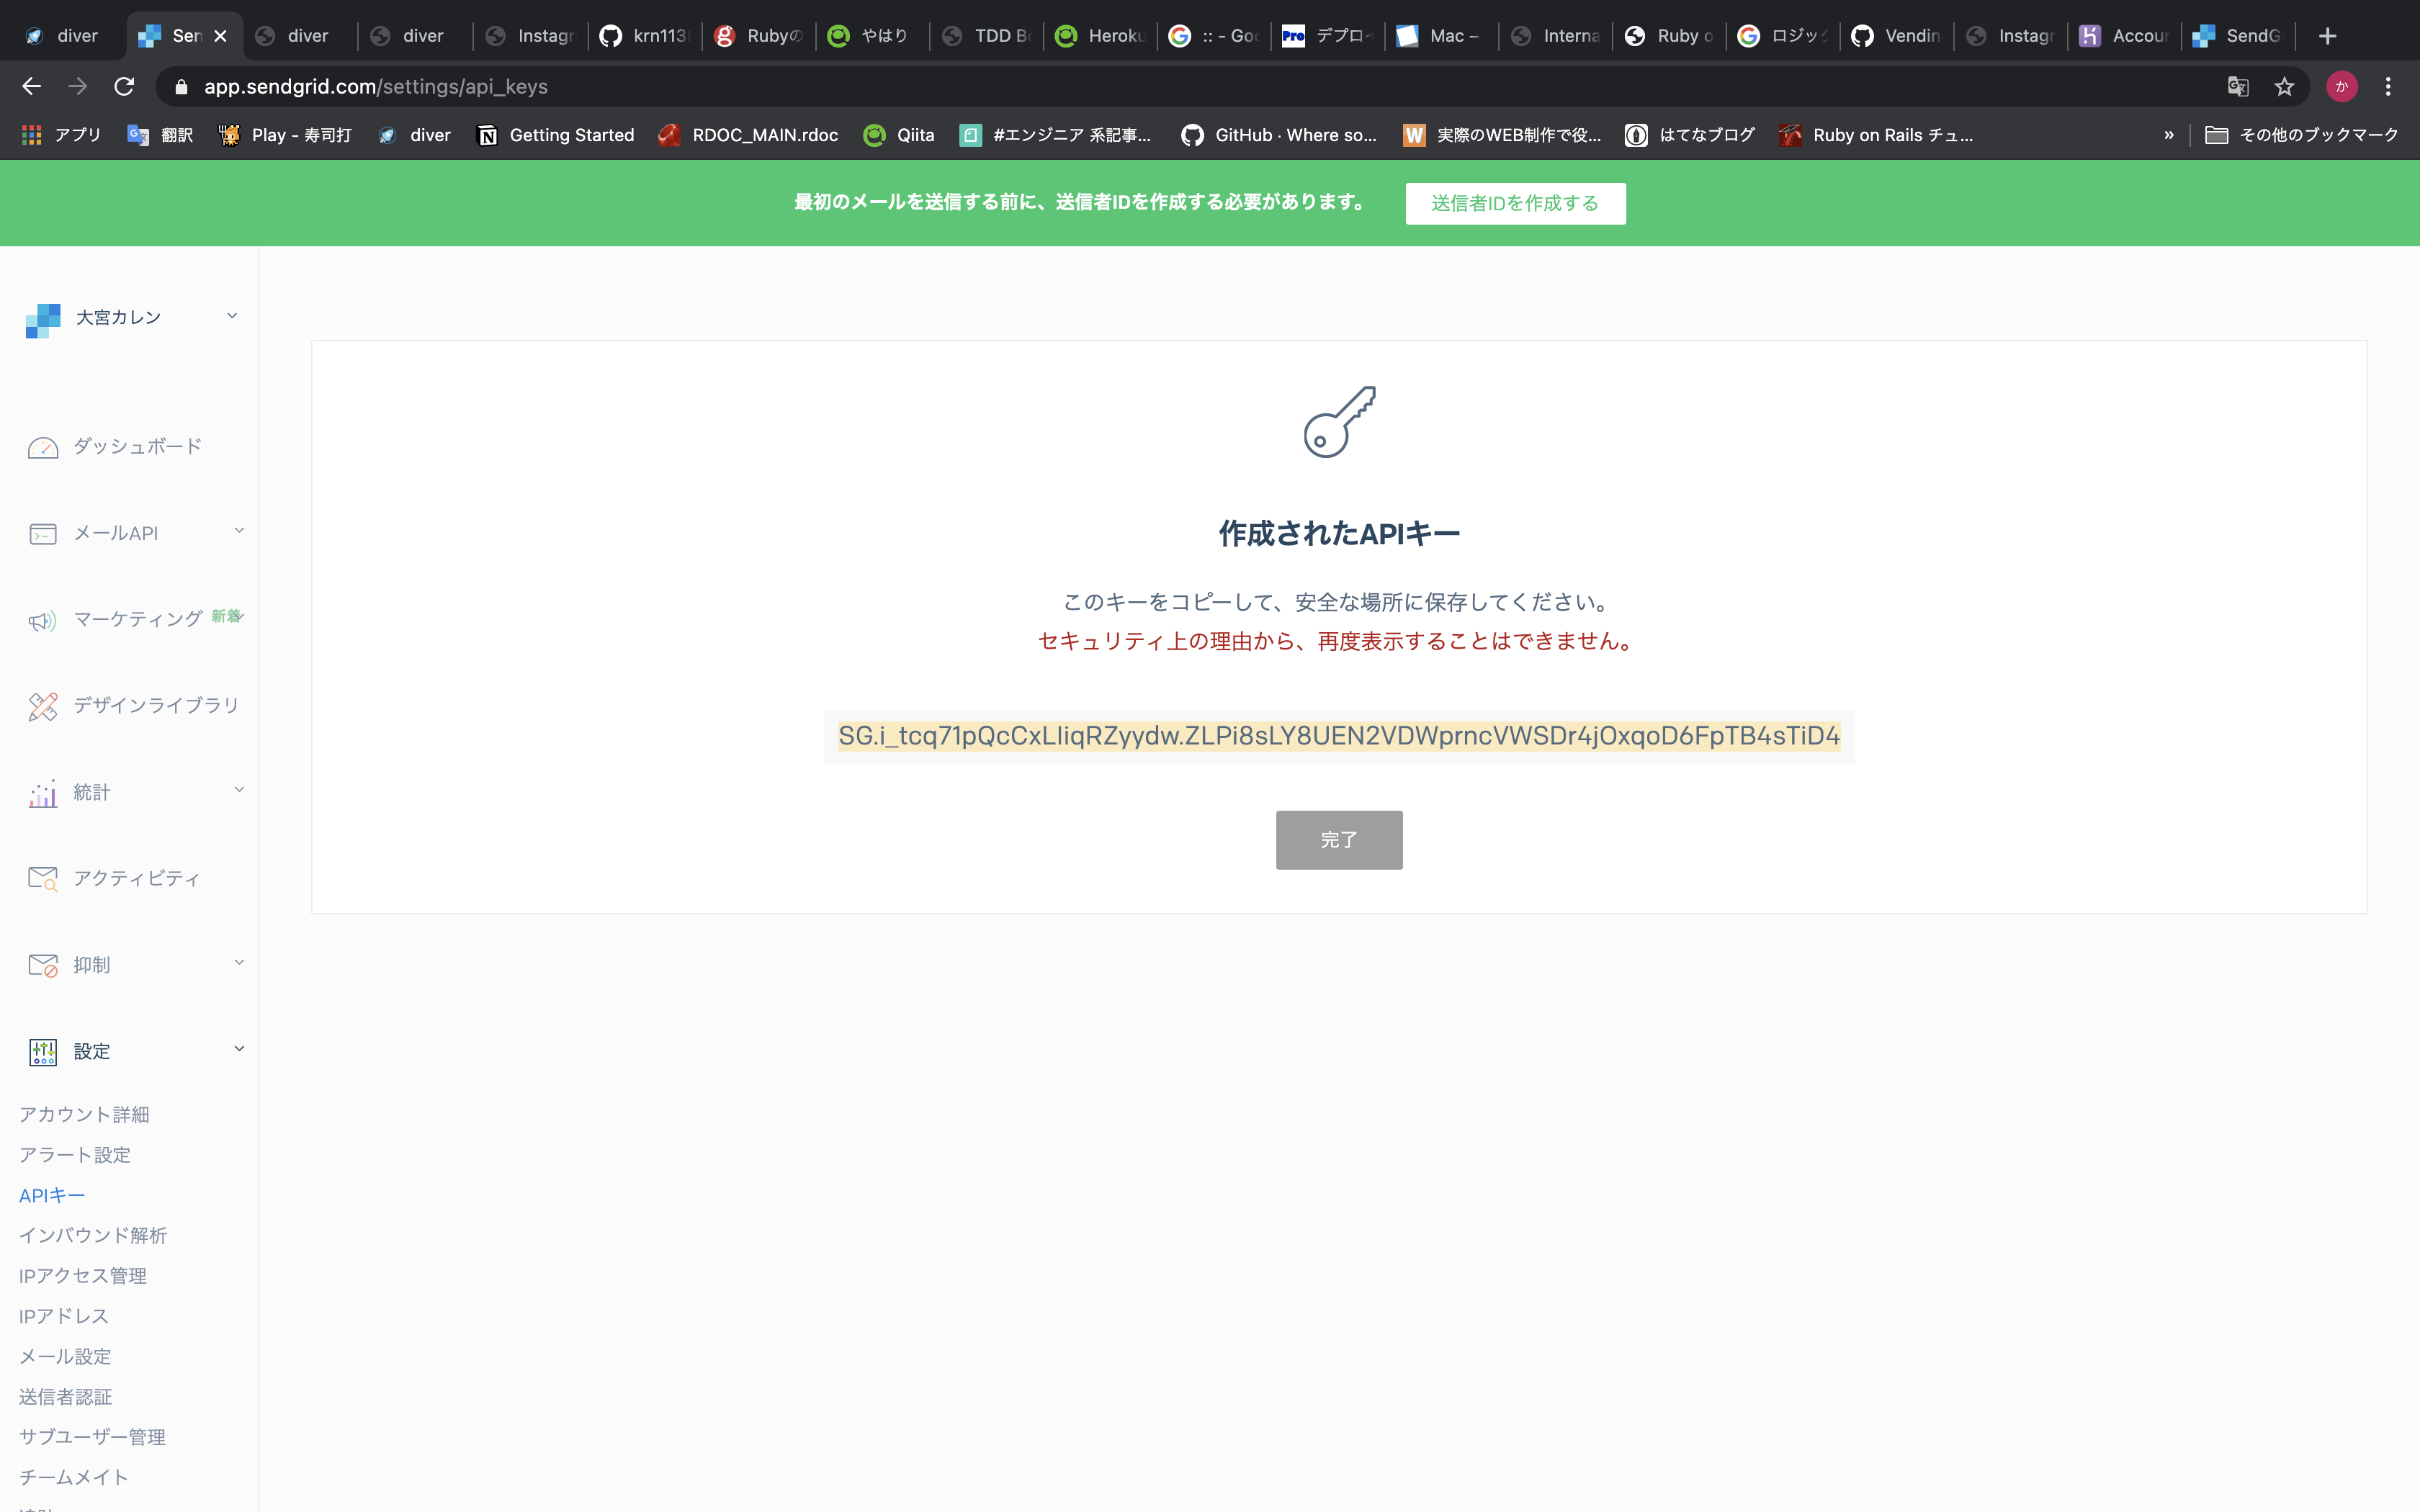 diver
Sen
diver
diver
Instagr
krn113
Rubyの
やはり
TDD Bo
Heroku
:: - Goo
デプロイ
Mac –
Interna
Ruby o
ロジック
Vendin
Instagr
Accoun
SendG
app.sendgrid.com/settings/api_keys
か
アプリ
翻訳
Play - 寿司打
diver
Getting Started
RDOC_MAIN.rdoc
Qiita
#エンジニア 系記事...
GitHub · Where so...
実際のWEB制作で役...
はてなブログ
Ruby on Rails チュ...
»
その他のブックマーク
最初のメールを送信する前に、送信者IDを作成する必要があります。
送信者IDを作成する
大宮カレン
ダッシュボード
メールAPI
マーケティング 新着
デザインライブラリ
統計
アクティビティ
抑制
設定
アカウント詳細
アラート設定
APIキー
インバウンド解析
IPアクセス管理
IPアドレス
メール設定
送信者認証
サブユーザー管理
チームメイト
作成されたAPIキー
このキーをコピーして、安全な場所に保存してください。
セキュリティ上の理由から、再度表示することはできません。
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
完了